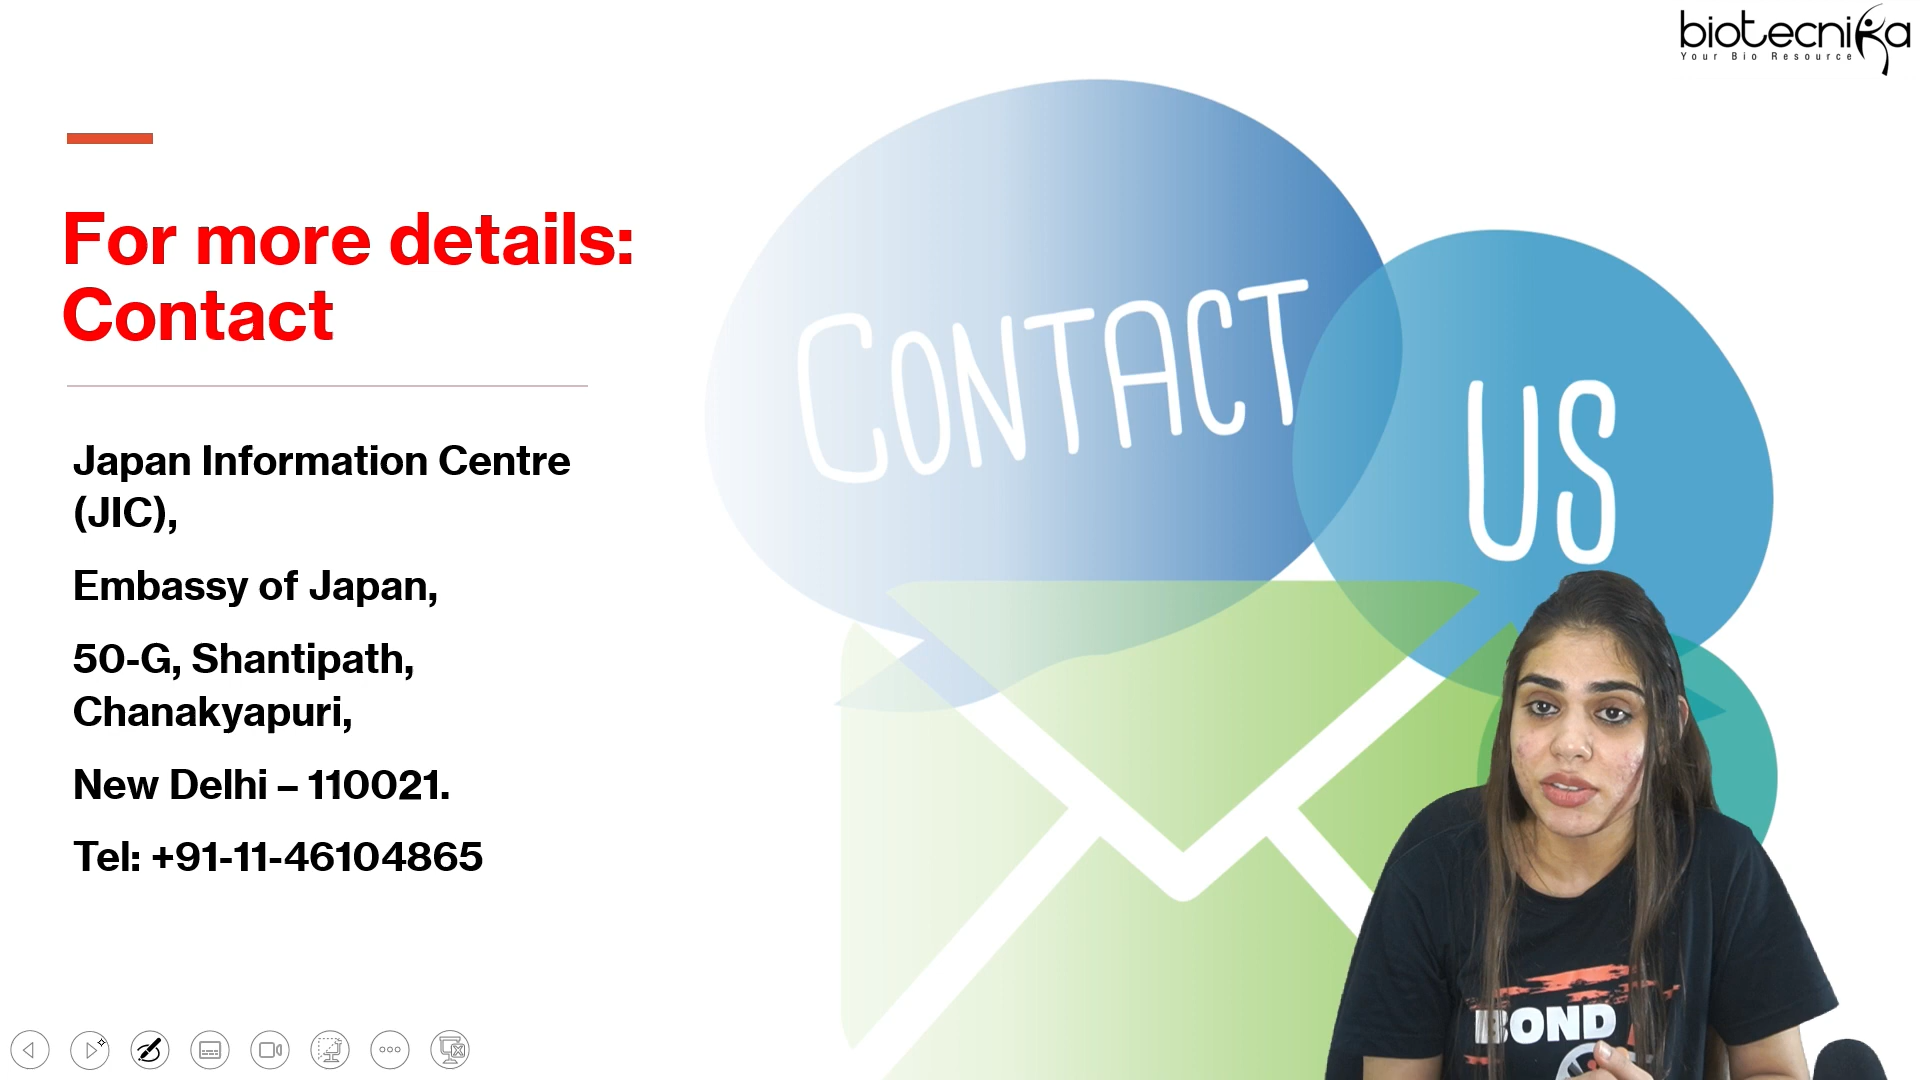 biotecnika
Your Bio Resource
For more details:
Contact
Japan Information Centre
(JIC),
Embassy of Japan,
50-G, Shantipath,
Chanakyapuri,
New Delhi – 110021.
Tel: +91-11-46104865
CONTACT
US
BOND